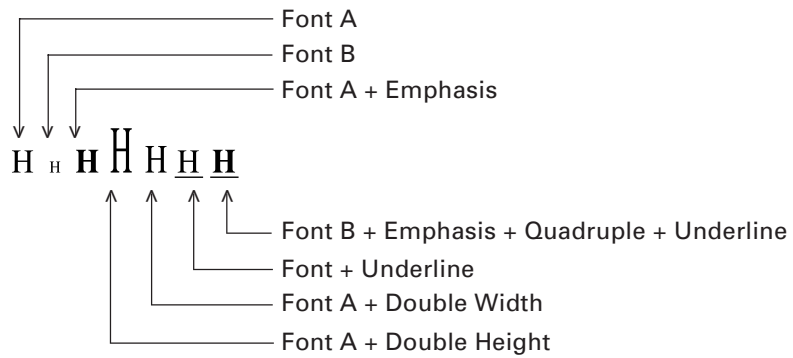 Font A
Font B
Font A + Emphasis
H H H H H H H
Font B + Emphasis + Quadruple + Underline
Font + Underline
Font A + Double Width
Font A + Double Height